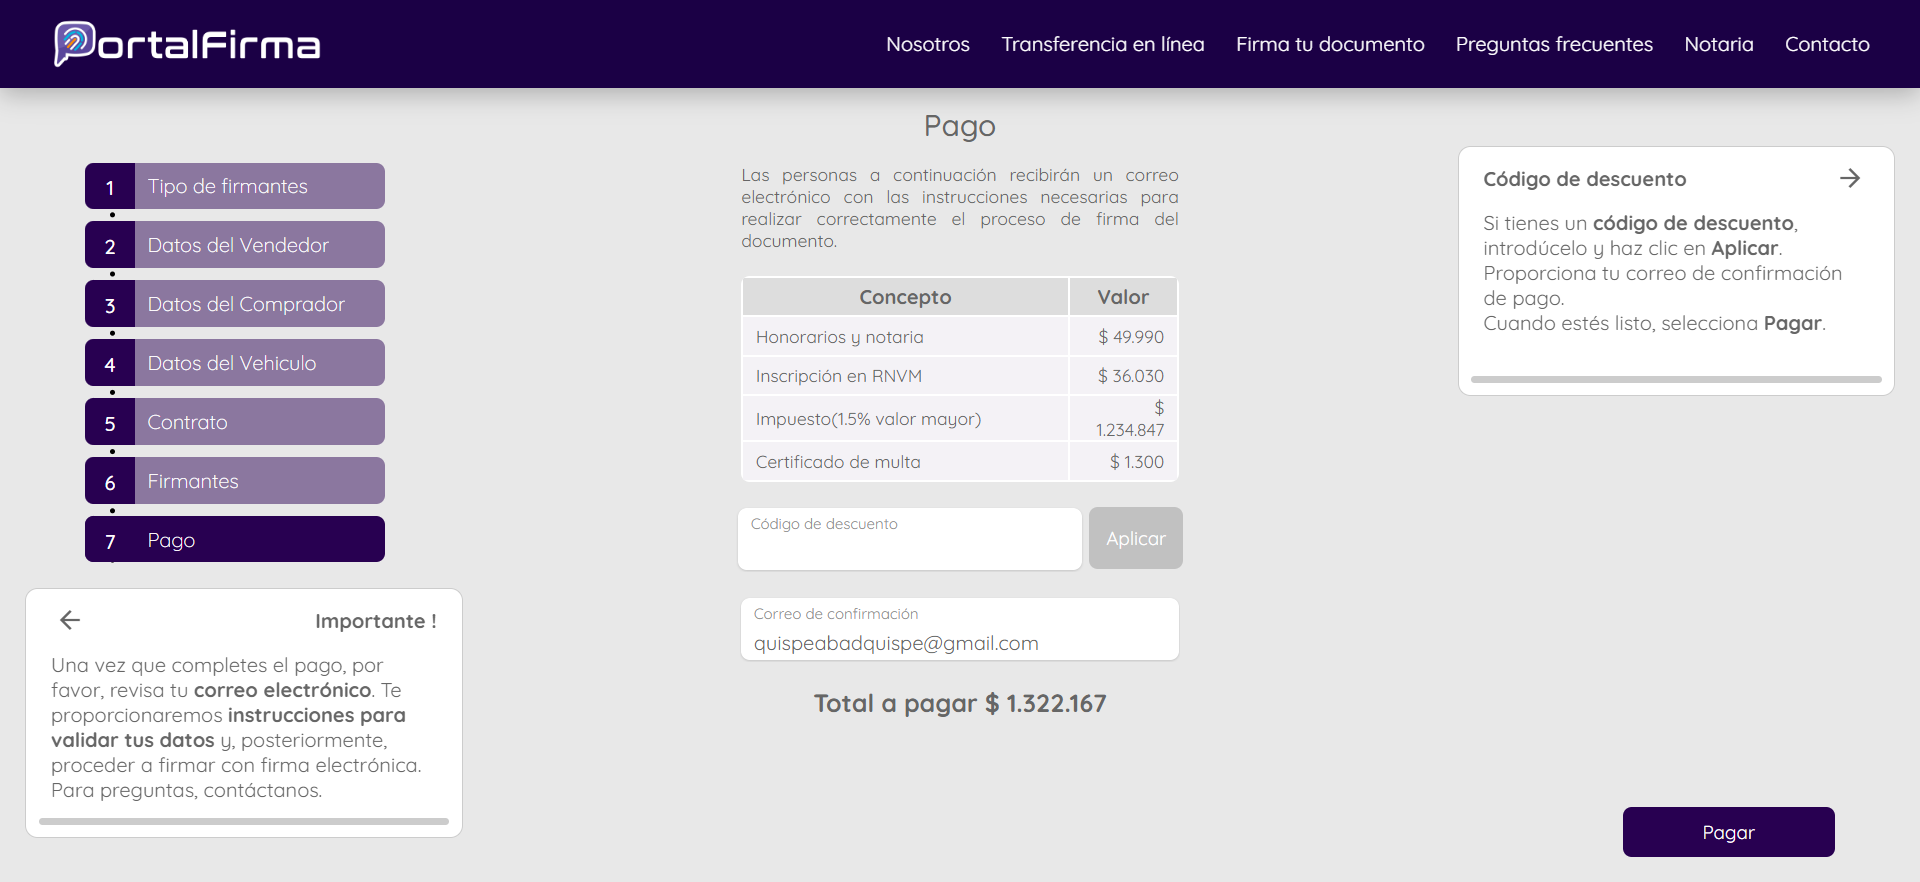 PortalFirma
Nosotros
Transferencia en línea
Firma tu documento
Preguntas frecuentes
Notaria
Contacto
1 Tipo de firmantes
2 Datos del Vendedor
3 Datos del Comprador
4 Datos del Vehiculo
5 Contrato
6 Firmantes
7 Pago
Importante !
Una vez que completes el pago, por
favor, revisa tu correo electrónico. Te
proporcionaremos instrucciones para
validar tus datos y, posteriormente,
proceder a firmar con firma electrónica.
Para preguntas, contáctanos.
Pago
Las personas a continuación recibirán un correo
electrónico con las instrucciones necesarias para
realizar correctamente el proceso de firma del
documento.
Concepto Valor
Honorarios y notaria $ 49.990
Inscripción en RNVM $ 36.030
Impuesto(1.5% valor mayor) $
1.234.847
Certificado de multa $ 1.300
Código de descuento
Aplicar
Correo de confirmación
quispeabadquispe@gmail.com
Total a pagar $ 1.322.167
Código de descuento
Si tienes un código de descuento,
introdúcelo y haz clic en Aplicar.
Proporciona tu correo de confirmación
de pago.
Cuando estés listo, selecciona Pagar.
Pagar